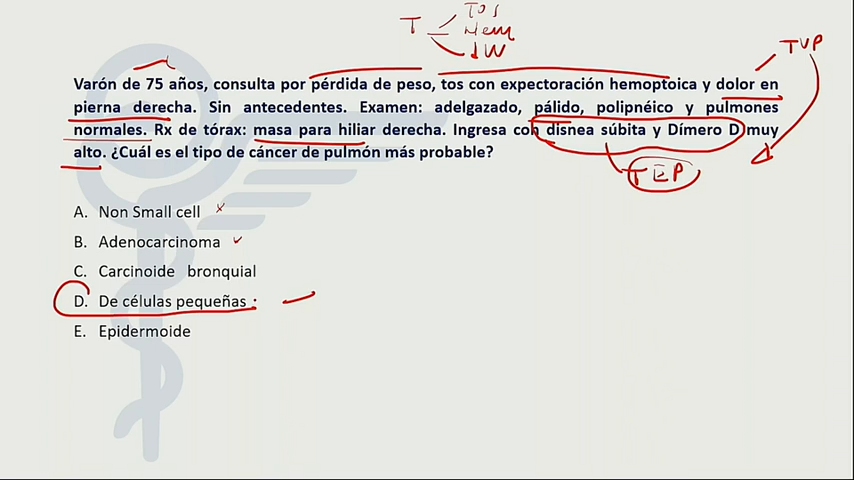 T
Tos
Hem
↓W
TVP
Varón de 75 años, consulta por pérdida de peso, tos con expectoración hemoptoica y dolor en
pierna derecha. Sin antecedentes. Examen: adelgazado, pálido, polipnéico y pulmones
normales. Rx de tórax: masa para hiliar derecha. Ingresa con disnea súbita y Dímero D muy
alto. ¿Cuál es el tipo de cáncer de pulmón más probable?
TEP
A. Non Small cell
B. Adenocarcinoma
C. Carcinoide bronquial
D. De células pequeñas
E. Epidermoide